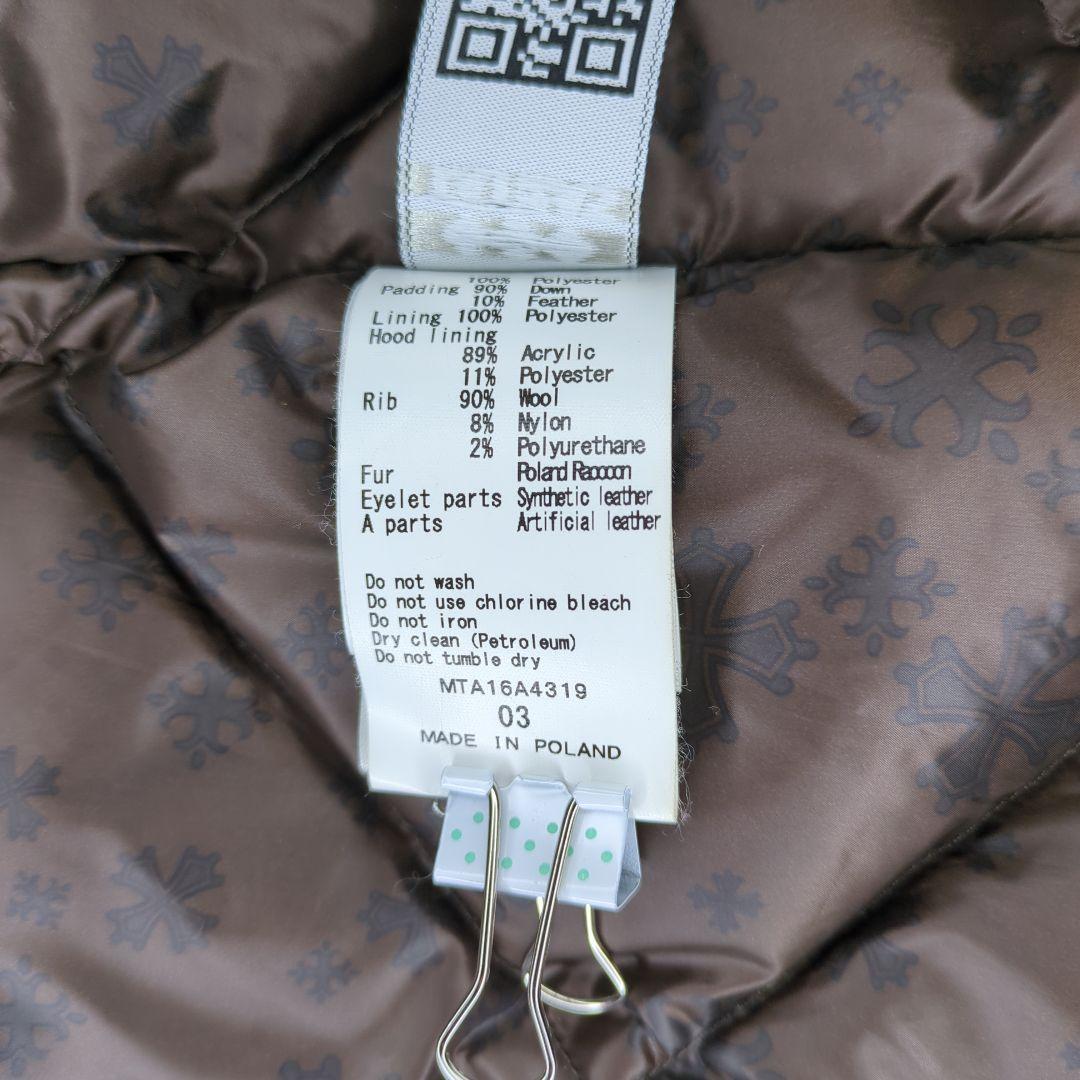 100% Polyester
Padding 90% Down
10% Feather
Lining 100% Polyester
Hood lining
89% Acrylic
11% Polyester
Rib 90% Wool
8% Nylon
2% Polyurethane
Fur Poland Racooon
Eyelet parts Synthetic leather
A parts Artificial leather
Do not wash
Do not use chlorine bleach
Do not iron
Dry clean (Petroleum)
Do not tumble dry
MTA16A4319
03
MADE IN POLAND